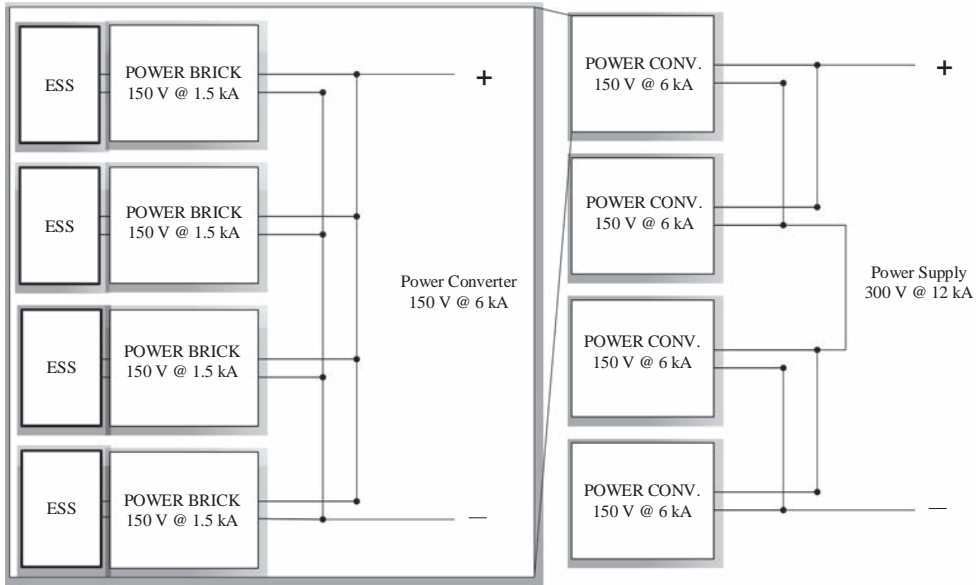 ESS
POWER BRICK
150 V @ 1.5 kA
+
ESS
POWER BRICK
150 V @ 1.5 kA
Power Converter
150 V @ 6 kA
ESS
POWER BRICK
150 V @ 1.5 kA
ESS
POWER BRICK
150 V @ 1.5 kA
—
POWER CONV.
150 V @ 6 kA
+
POWER CONV.
150 V @ 6 kA
Power Supply
300 V @ 12 kA
POWER CONV.
150 V @ 6 kA
POWER CONV.
150 V @ 6 kA
—